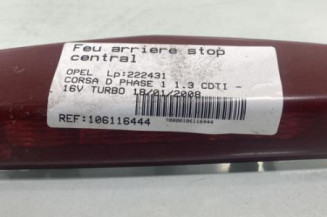 Feu arriere stop
central
OPEL Lp:222431
CORSA D PHASE 1 1.3 CDTI -
16V TURBO 18/01/2008
REF:106116444